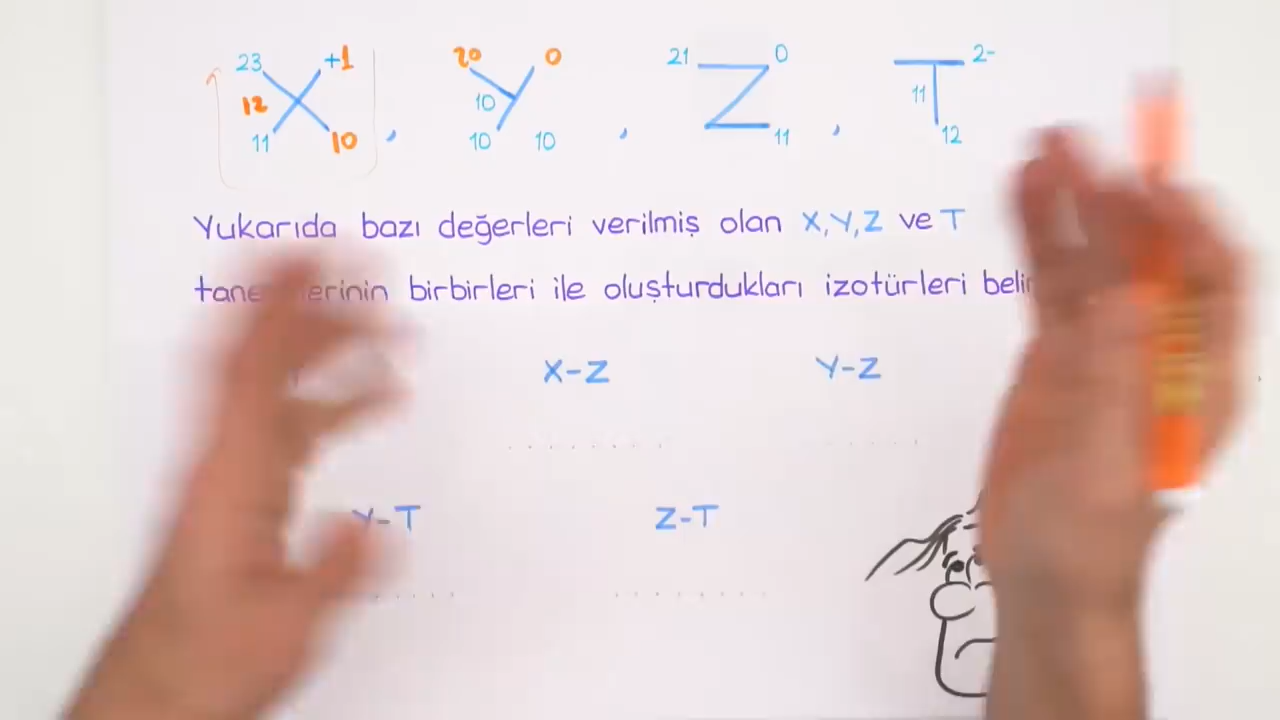 23 X +1 12 11 10 , 20 Y 0 10 10 10 , 21 Z 0 11 , T 2- 11 12
Yukarıda bazı değerleri verilmiş olan X,Y,Z ve T
birbirleri ile oluşturdukları izotürleri
X-Z Y-Z
Y-T Z-T